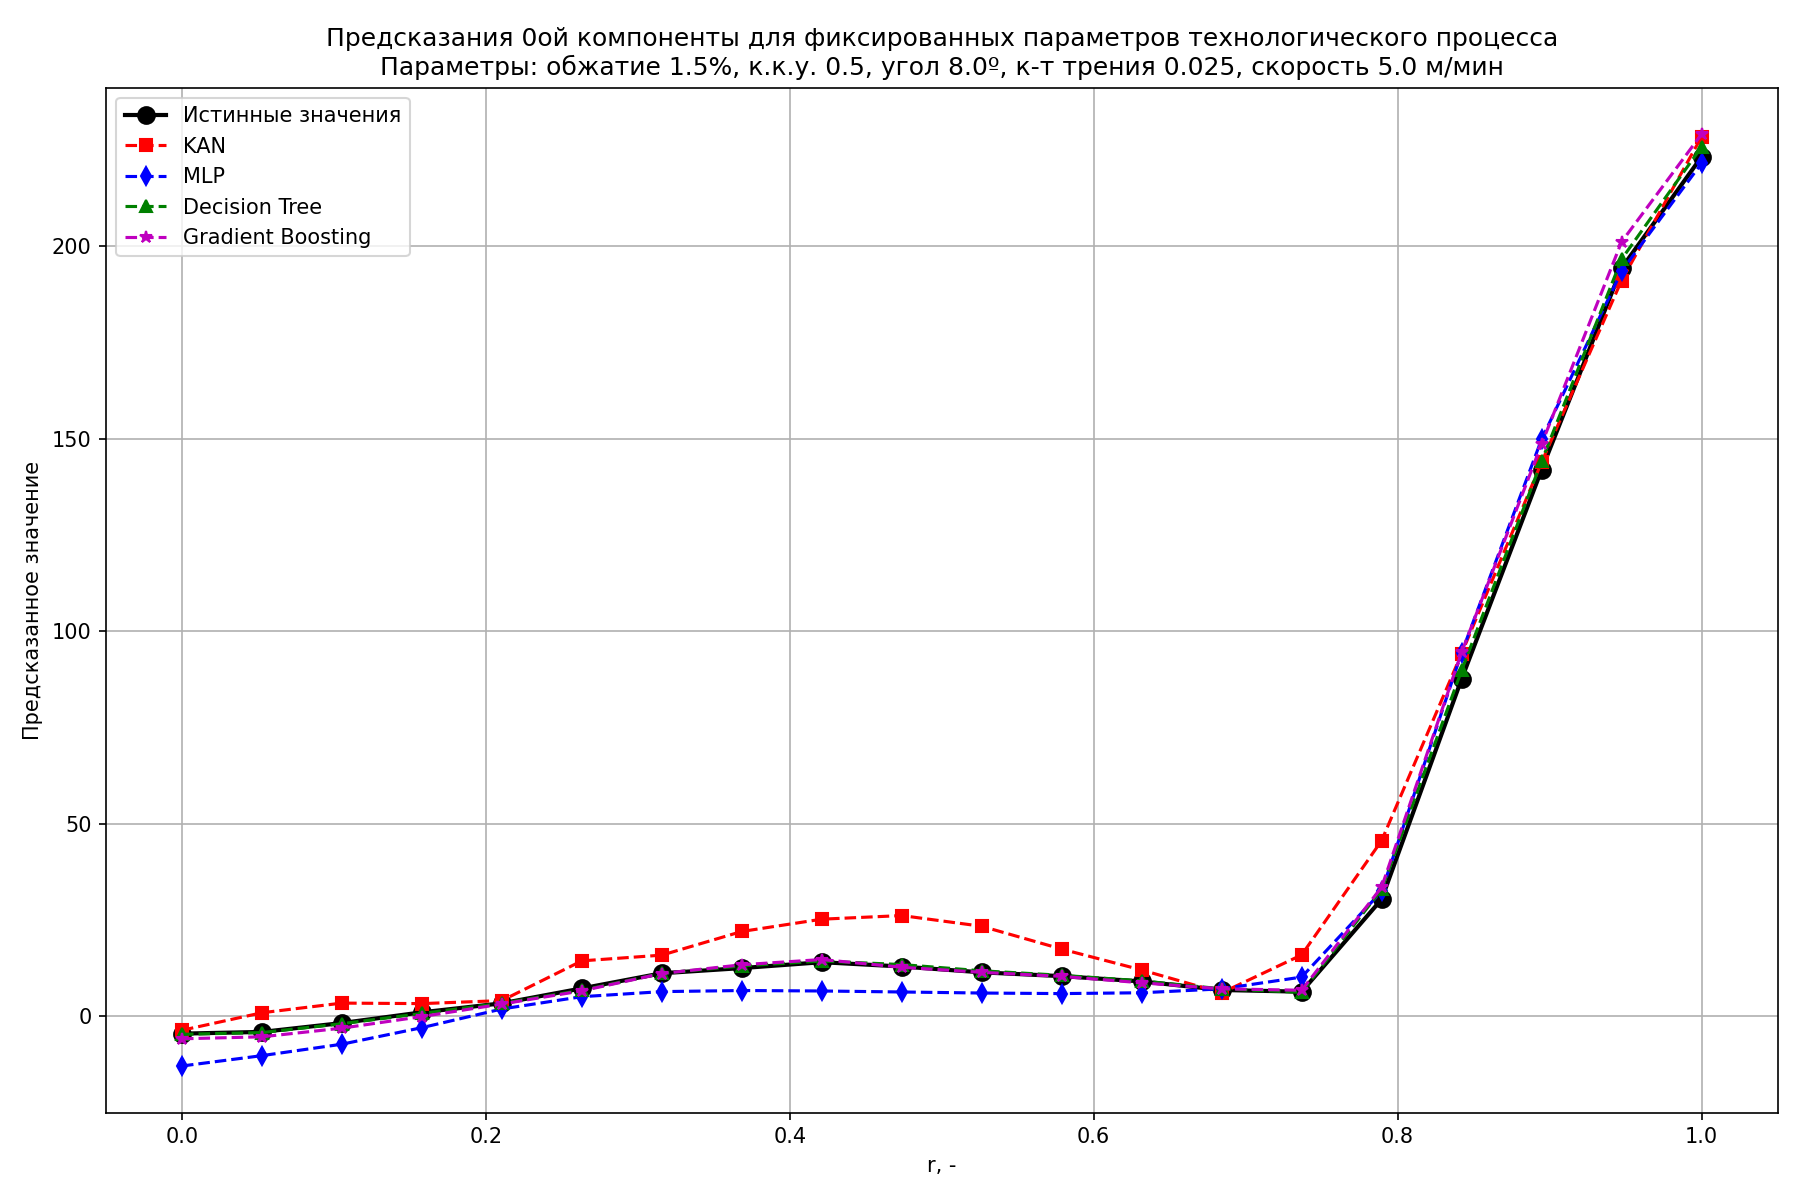 Предсказания 0ой компоненты для фиксированных параметров технологического процесса
Параметры: обжатие 1.5%, к.к.у. 0.5, угол 8.0º, к-т трения 0.025, скорость 5.0 м/мин
Истинные значения
KAN
MLP
Decision Tree
Gradient Boosting
Предсказанное значение
200
150
100
50
0
0.0 0.2 0.4 0.6 0.8 1.0
r, -